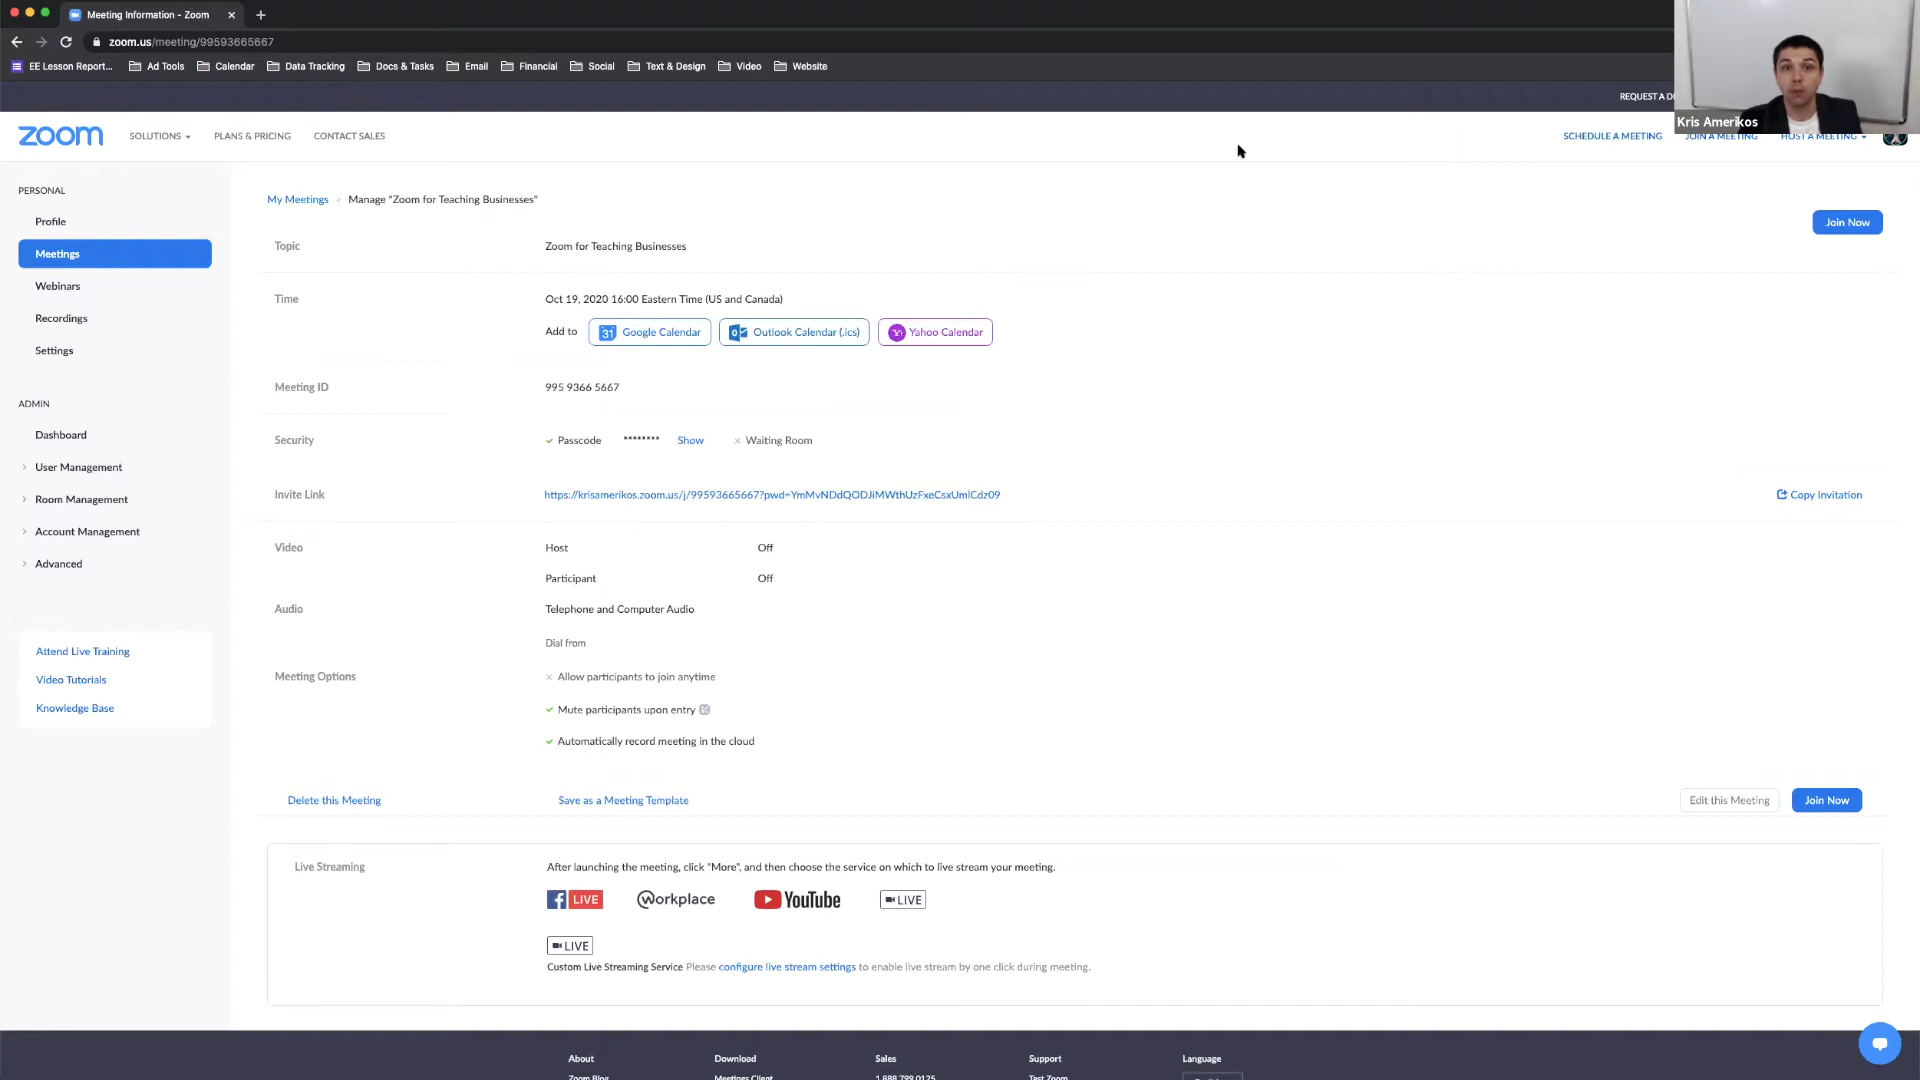 Meeting Information - Zoom
zoom.us/meeting/99593665667
EE Lesson Report... Ad Tools Calendar Data Tracking Docs & Tasks Email Financial Social Text & Design Video Website
REQUEST A D
Kris Amerikos
zoom SOLUTIONS PLANS & PRICING CONTACT SALES SCHEDULE A MEETING JOIN A MEETING HOST A MEETING
PERSONAL
Profile
Meetings
Webinars
Recordings
Settings
ADMIN
Dashboard
User Management
Room Management
Account Management
Advanced
Attend Live Training
Video Tutorials
Knowledge Base
My Meetings > Manage "Zoom for Teaching Businesses"
Join Now
Topic Zoom for Teaching Businesses
Time Oct 19, 2020 16:00 Eastern Time (US and Canada)
Add to 31 Google Calendar Outlook Calendar (.ics) Yahoo Calendar
Meeting ID 995 9366 5667
Security Passcode ******** Show Waiting Room
Invite Link https://krisamerikos.zoom.us/j/99593665667?pwd=YmMvNDdQODJiMWthUzFxeCsxUmlCdz09 Copy Invitation
Video Host Off
Participant Off
Audio Telephone and Computer Audio
Dial from
Meeting Options Allow participants to join anytime
Mute participants upon entry
Automatically record meeting in the cloud
Delete this Meeting Save as a Meeting Template Edit this Meeting Join Now
Live Streaming After launching the meeting, click "More", and then choose the service on which to live stream your meeting.
f LIVE Workplace YouTube LIVE
LIVE
Custom Live Streaming Service Please configure live stream settings to enable live stream by one click during meeting.
About Download Sales Support Language
Zoom Blog Meetings Client 1.888.799.0125 Test Zoom